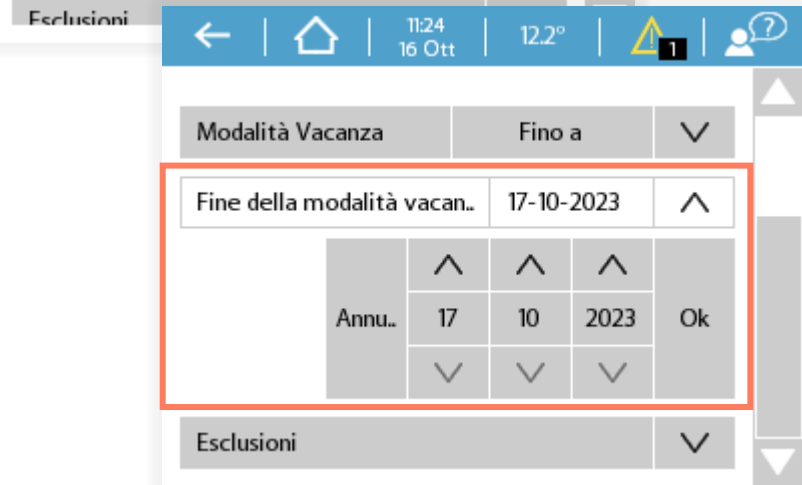 Esclusioni
11:24
16 Ott
12.2°
1
?
Modalità Vacanza Fino a
Fine della modalità vacan.. 17-10-2023
Annu.. 17 10 2023 Ok
Esclusioni